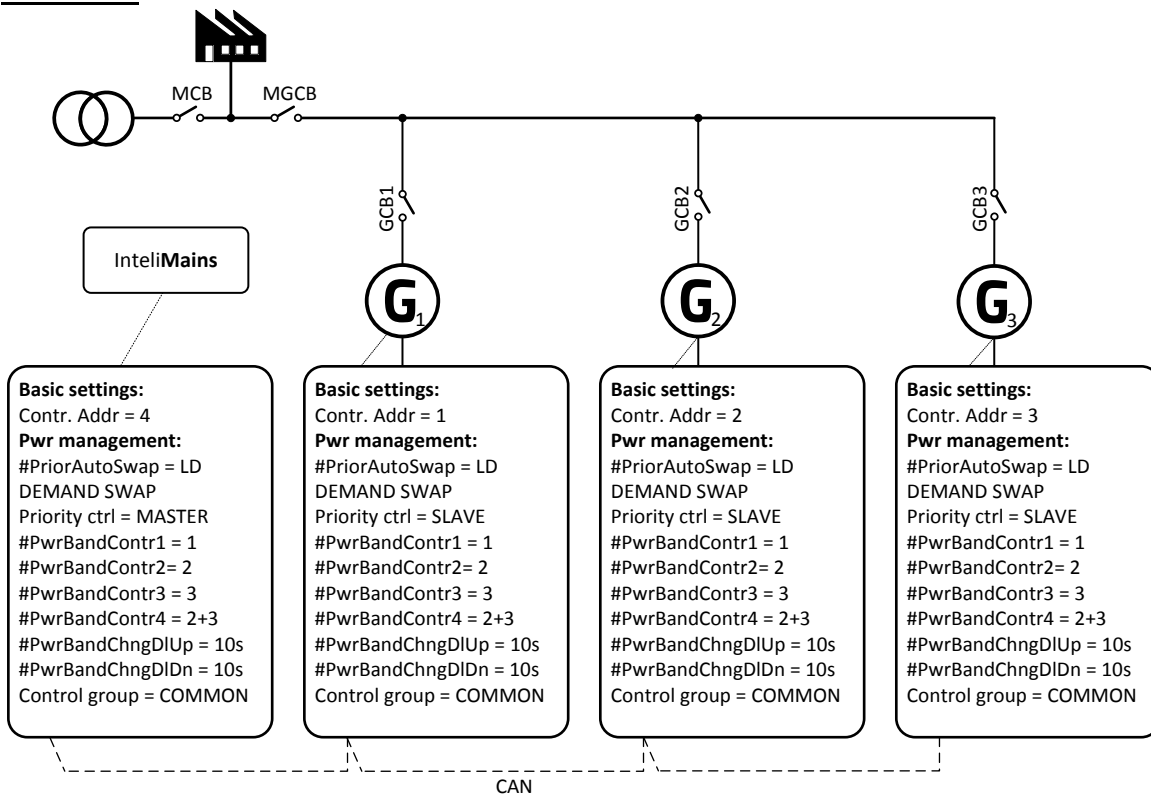 MCB
MGCB
GCB1
GCB2
GCB3
InteliMains
G1
G2
G3
Basic settings:
Contr. Addr = 4
Pwr management:
#PriorAutoSwap = LD
DEMAND SWAP
Priority ctrl = MASTER
#PwrBandContr1 = 1
#PwrBandContr2= 2
#PwrBandContr3 = 3
#PwrBandContr4 = 2+3
#PwrBandChngDlUp = 10s
#PwrBandChngDlDn = 10s
Control group = COMMON
Basic settings:
Contr. Addr = 1
Pwr management:
#PriorAutoSwap = LD
DEMAND SWAP
Priority ctrl = SLAVE
#PwrBandContr1 = 1
#PwrBandContr2= 2
#PwrBandContr3 = 3
#PwrBandContr4 = 2+3
#PwrBandChngDlUp = 10s
#PwrBandChngDlDn = 10s
Control group = COMMON
Basic settings:
Contr. Addr = 2
Pwr management:
#PriorAutoSwap = LD
DEMAND SWAP
Priority ctrl = SLAVE
#PwrBandContr1 = 1
#PwrBandContr2= 2
#PwrBandContr3 = 3
#PwrBandContr4 = 2+3
#PwrBandChngDlUp = 10s
#PwrBandChngDlDn = 10s
Control group = COMMON
Basic settings:
Contr. Addr = 3
Pwr management:
#PriorAutoSwap = LD
DEMAND SWAP
Priority ctrl = SLAVE
#PwrBandContr1 = 1
#PwrBandContr2= 2
#PwrBandContr3 = 3
#PwrBandContr4 = 2+3
#PwrBandChngDlUp = 10s
#PwrBandChngDlDn = 10s
Control group = COMMON
CAN